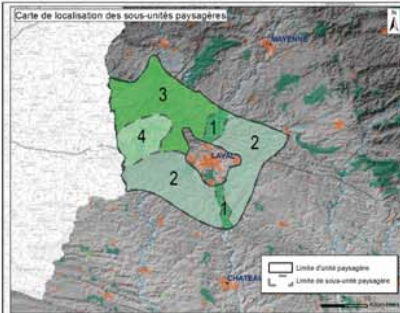 Carte de localisation des sous-unités paysagères
MAYENNE
3
1
4
2
LAVAL
2
1
Limite d'unité paysagère
Limite de sous-unité paysagère
CHATEAU
Kilomètres